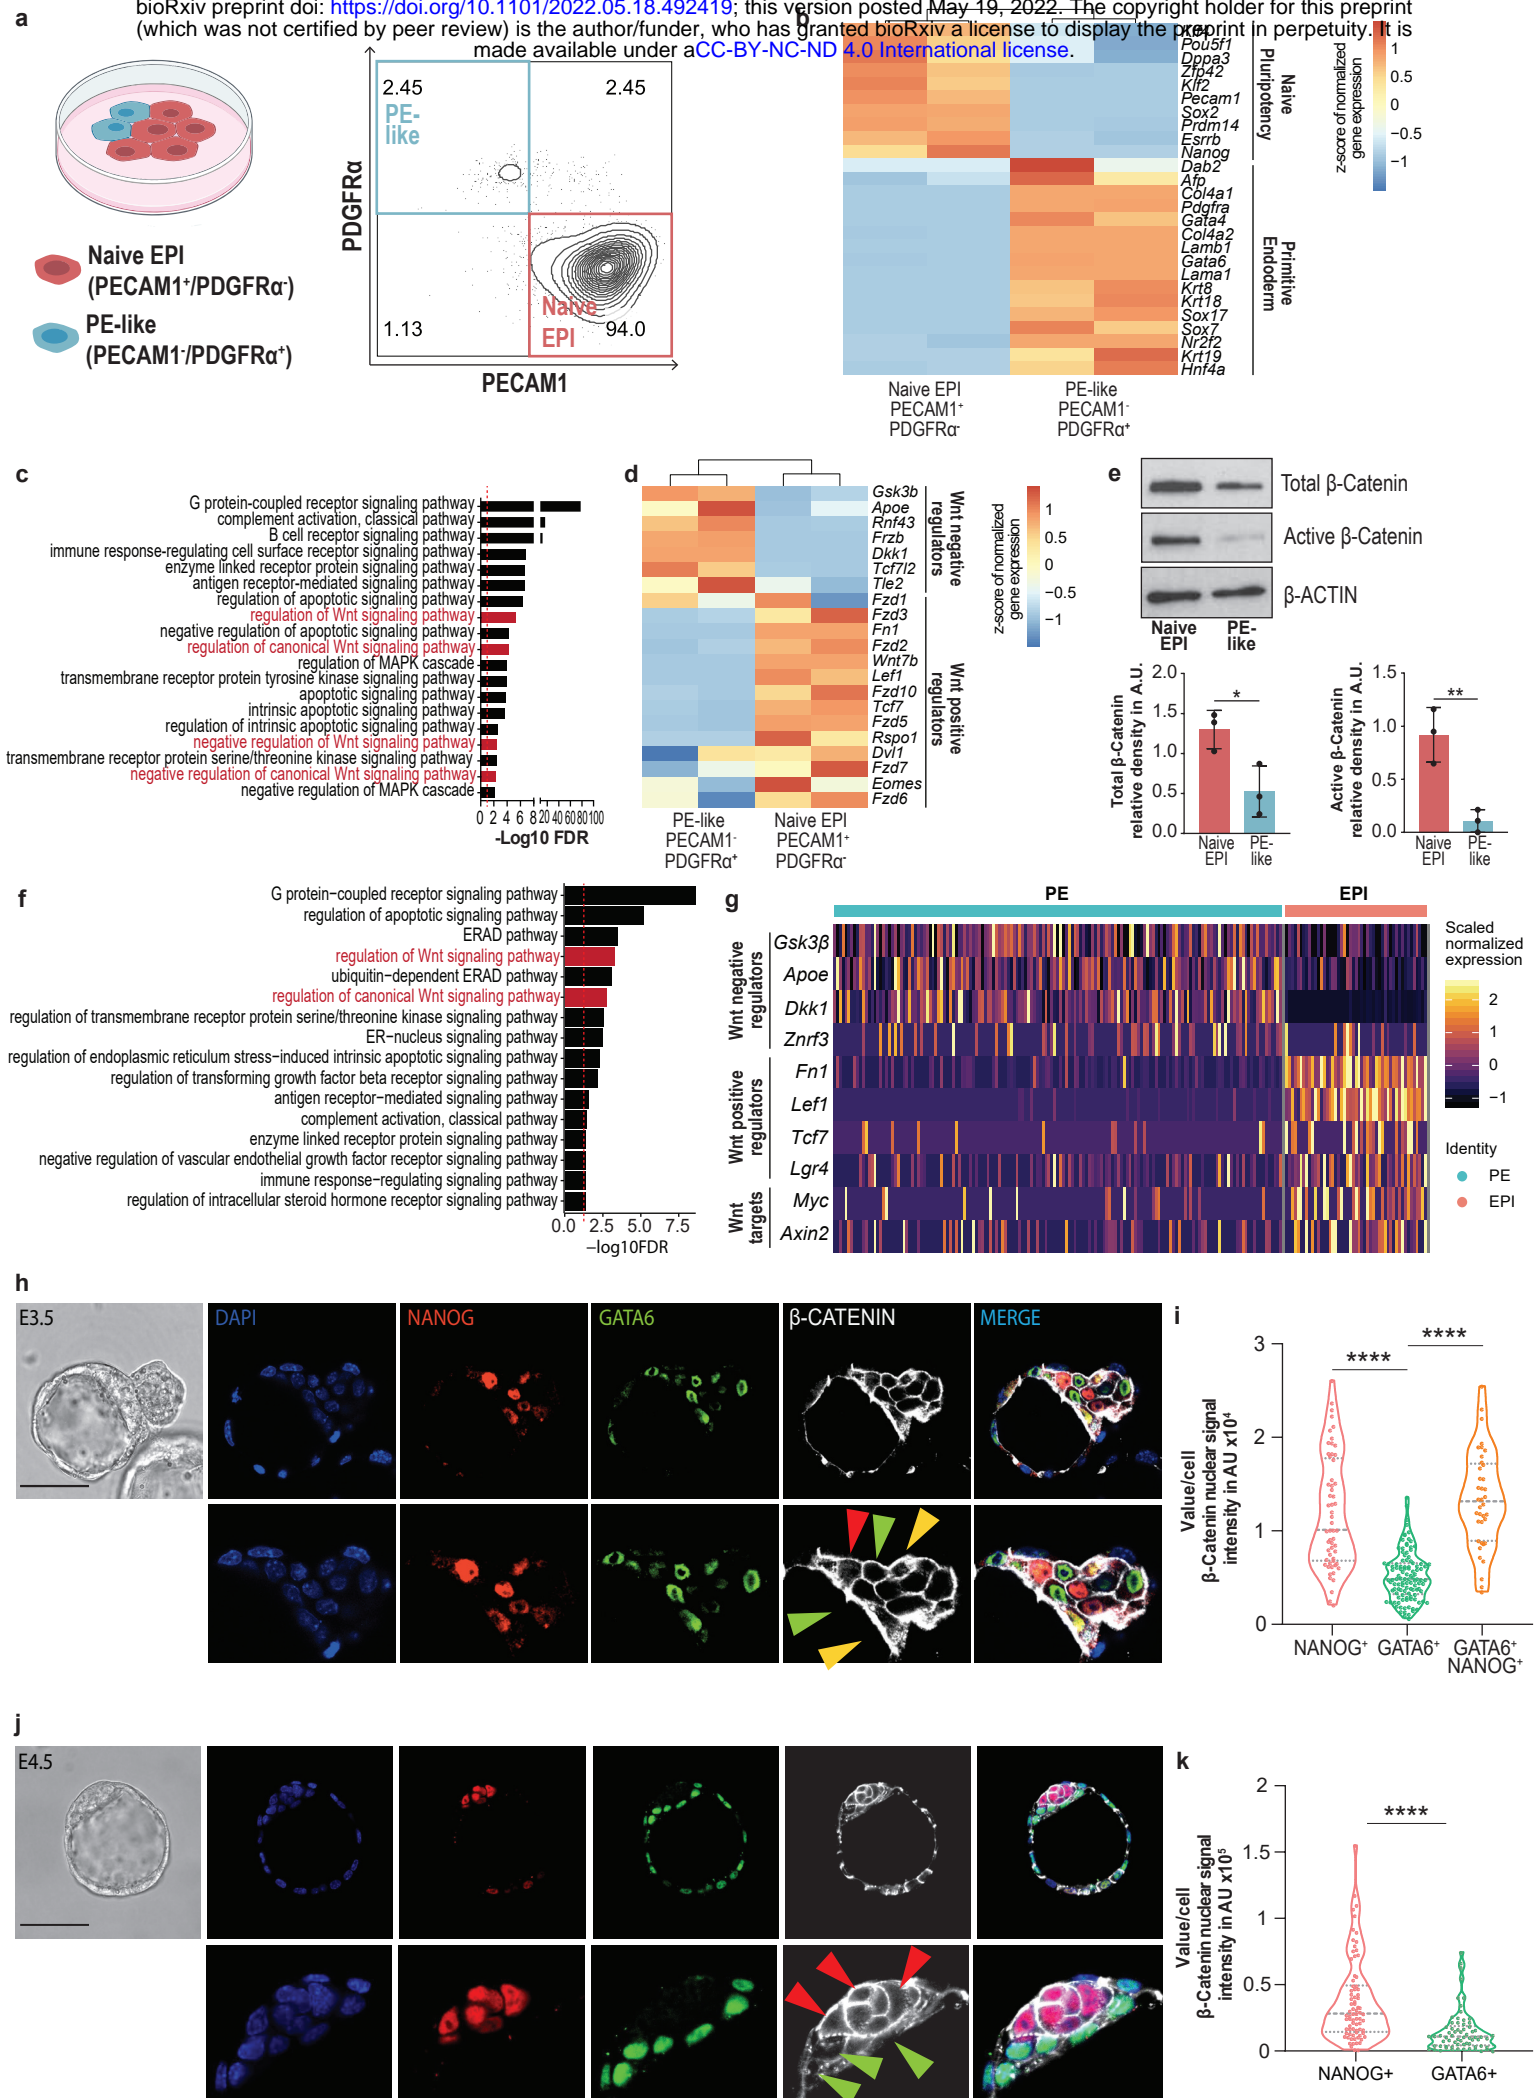 bioRxiv preprint doi: https://doi.org/10.1101/2022.05.18.492419; this version posted May 19, 2022. The copyright holder for this preprint
(which was not certified by peer review) is the author/funder, who has granted bioRxiv a license to display the preprint in perpetuity. It is
made available under aCC-BY-NC-ND 4.0 International license.
a
Naive EPI
(PECAM1⁺/PDGFRα⁻)
PE-like
(PECAM1⁻/PDGFRα⁺)
PDGFRα
2.45
2.45
PE-
like
Naive
EPI
1.13
94.0
PECAM1
b
Klf4
Pou5f1
Dppa3
Zfp42
Klf2
Pecam1
Sox2
Prdm14
Esrrb
Nanog
Dab2
Afp
Col4a1
Pdgfra
Gata4
Col4a2
Lamb1
Gata6
Lama1
Krt8
Krt18
Sox17
Sox7
Nr2f2
Krt19
Hnf4a
Naive
Pluripotency
Primitive
Endoderm
z-score of normalized
gene expression
1
0.5
0
−0.5
−1
Naive EPI
PECAM1⁺
PDGFRα⁻
PE-like
PECAM1⁻
PDGFRα⁺
c
G protein-coupled receptor signaling pathway
complement activation, classical pathway
B cell receptor signaling pathway
immune response-regulating cell surface receptor signaling pathway
enzyme linked receptor protein signaling pathway
antigen receptor-mediated signaling pathway
regulation of apoptotic signaling pathway
regulation of Wnt signaling pathway
negative regulation of apoptotic signaling pathway
regulation of canonical Wnt signaling pathway
regulation of MAPK cascade
transmembrane receptor protein tyrosine kinase signaling pathway
apoptotic signaling pathway
intrinsic apoptotic signaling pathway
regulation of intrinsic apoptotic signaling pathway
negative regulation of Wnt signaling pathway
transmembrane receptor protein serine/threonine kinase signaling pathway
negative regulation of canonical Wnt signaling pathway
negative regulation of MAPK cascade
0 2 4 6 8 20 40 60 80 100
-Log10 FDR
d
Gsk3b
Apoe
Rnf43
Frzb
Dkk1
Tcf7l2
Tle2
Fzd1
Fzd3
Fn1
Fzd2
Wnt7b
Lef1
Fzd10
Tcf7
Fzd5
Rspo1
Dvl1
Fzd7
Eomes
Fzd6
Wnt negative
regulators
Wnt positive
regulators
z-score of normalized
gene expression
1
0.5
0
−0.5
−1
PE-like
PECAM1⁻
PDGFRα⁺
Naive EPI
PECAM1⁺
PDGFRα⁻
e
Total β-Catenin
Active β-Catenin
β-ACTIN
Naive
EPI
PE-
like
Total β-Catenin
relative density in A.U.
2.0
1.5
1.0
0.5
0.0
*
Naive
EPI
PE-
like
Active β-Catenin
relative density in A.U.
1.5
1.0
0.5
0.0
**
Naive
EPI
PE-
like
f
G protein−coupled receptor signaling pathway
regulation of apoptotic signaling pathway
ERAD pathway
regulation of Wnt signaling pathway
ubiquitin−dependent ERAD pathway
regulation of canonical Wnt signaling pathway
regulation of transmembrane receptor protein serine/threonine kinase signaling pathway
ER−nucleus signaling pathway
regulation of endoplasmic reticulum stress−induced intrinsic apoptotic signaling pathway
regulation of transforming growth factor beta receptor signaling pathway
antigen receptor−mediated signaling pathway
complement activation, classical pathway
enzyme linked receptor protein signaling pathway
negative regulation of vascular endothelial growth factor receptor signaling pathway
immune response−regulating signaling pathway
regulation of intracellular steroid hormone receptor signaling pathway
0.0 2.5 5.0 7.5
−log10FDR
g
PE
EPI
Wnt negative
regulators
Wnt positive
regulators
Wnt
targets
Gsk3β
Apoe
Dkk1
Znrf3
Fn1
Lef1
Tcf7
Lgr4
Myc
Axin2
Scaled
normalized
expression
2
1
0
−1
Identity
PE
EPI
h
E3.5
DAPI
NANOG
GATA6
β-CATENIN
MERGE
i
Value/cell
β-Catenin nuclear signal
intensity in AU x10⁴
3
2
1
0
****
****
NANOG⁺
GATA6⁺
GATA6⁺
NANOG⁺
j
E4.5
k
Value/cell
β-Catenin nuclear signal
intensity in AU x10⁵
2
1.5
1
0.5
0
****
NANOG+
GATA6+